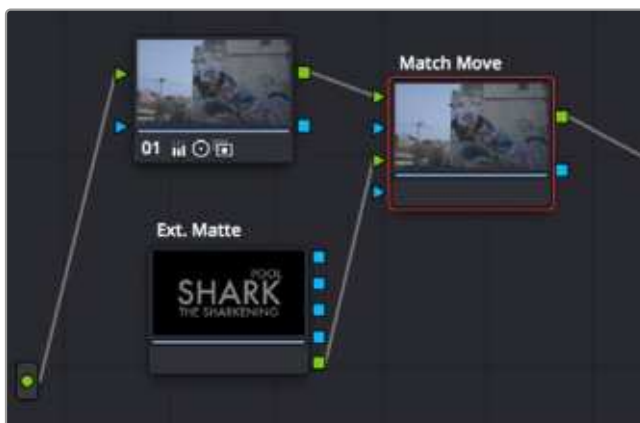 Match Move
01
Ext. Matte
POOL
SHARK
THE SHARKENING